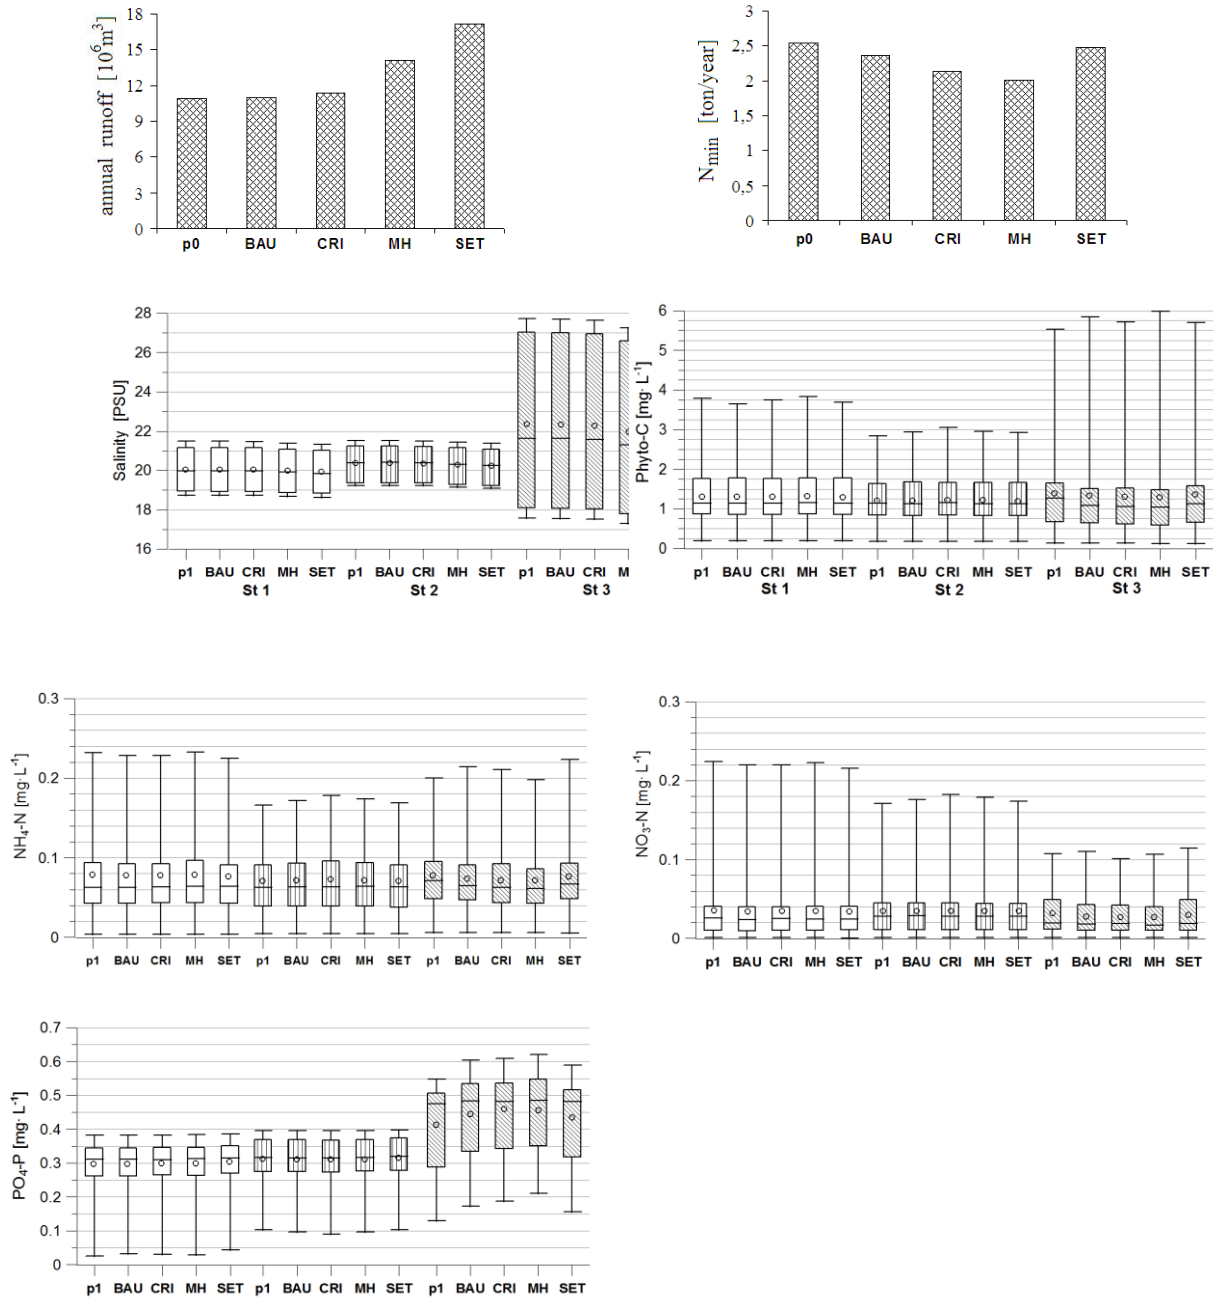 annual runoff [10⁶m³]
18
15
12
9
6
3
0
p0 BAU CRI MH SET
Nmin [ton/year]
3
2,5
2
1,5
1
0,5
0
p0 BAU CRI MH SET
Salinity [PSU]
28
26
24
22
20
18
16
p1 BAU CRI MH SET p1 BAU CRI MH SET p1 BAU CRI M
St 1 St 2 St 3
Phyto-C [mg· L⁻¹]
6
5
4
3
2
1
0
p1 BAU CRI MH SET p1 BAU CRI MH SET p1 BAU CRI MH SET
St 1 St 2 St 3
NH₄-N [mg· L⁻¹]
0.3
0.2
0.1
0
p1 BAU CRI MH SET p1 BAU CRI MH SET p1 BAU CRI MH SET
NO₃-N [mg· L⁻¹]
0.3
0.2
0.1
0
p1 BAU CRI MH SET p1 BAU CRI MH SET p1 BAU CRI MH SET
PO₄-P [mg· L⁻¹]
0.7
0.6
0.5
0.4
0.3
0.2
0.1
0
p1 BAU CRI MH SET p1 BAU CRI MH SET p1 BAU CRI MH SET